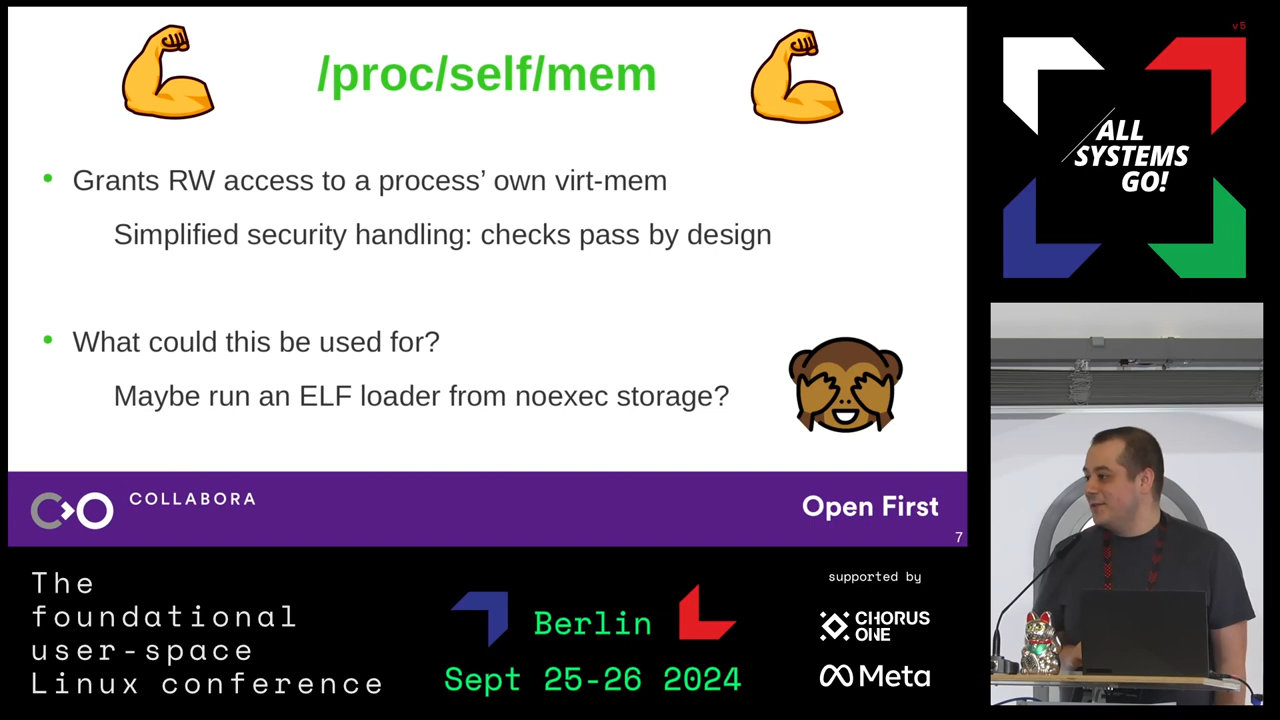 /proc/self/mem
Grants RW access to a process’ own virt-mem
Simplified security handling: checks pass by design
What could this be used for?
Maybe run an ELF loader from noexec storage?
COLLABORA
Open First
7
v5
ALL
SYSTEMS
GO!
The
foundational
user-space
Linux conference
Berlin
Sept 25-26 2024
supported by
CHORUS
ONE
Meta